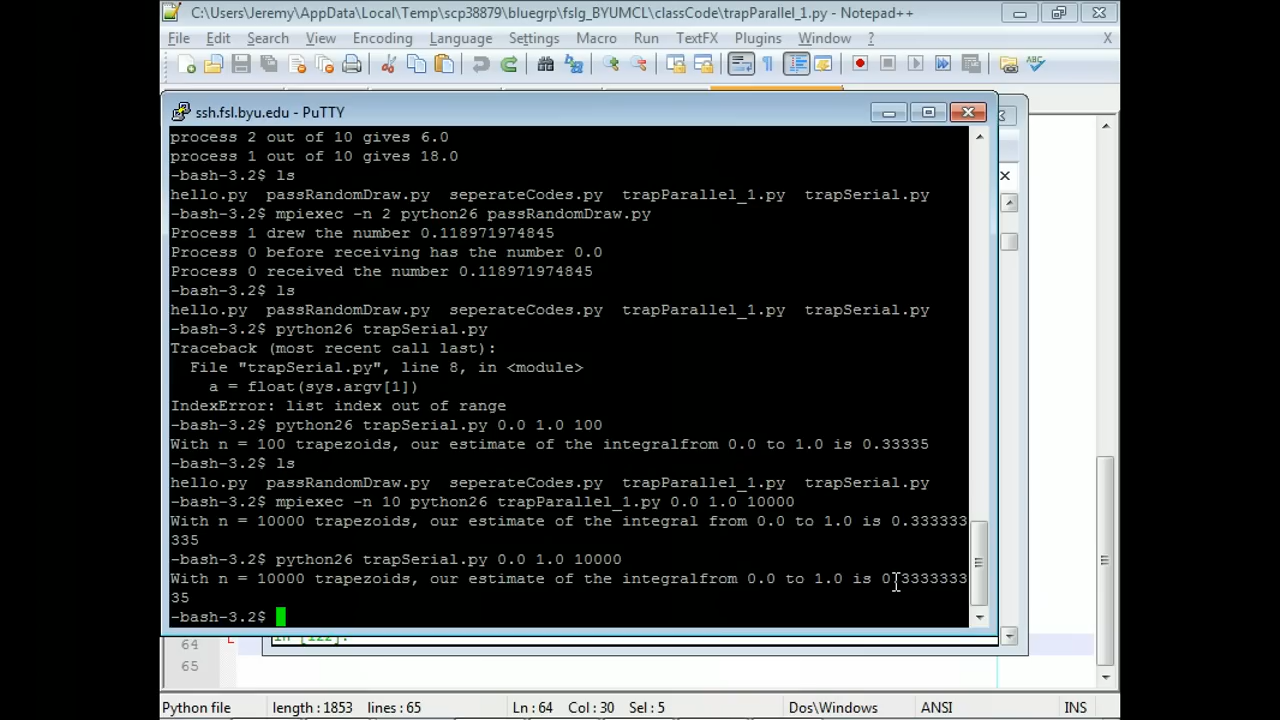 C:\Users\Jeremy\AppData\Local\Temp\scp38879\bluegrp\fslg_BYUMCL\classCode\trapParallel_1.py - Notepad++
File Edit Search View Encoding Language Settings Macro Run TextFX Plugins Window ? X
ssh.fsl.byu.edu - PuTTY
process 2 out of 10 gives 6.0
process 1 out of 10 gives 18.0
-bash-3.2$ ls
hello.py passRandomDraw.py seperateCodes.py trapParallel_1.py trapSerial.py
-bash-3.2$ mpiexec -n 2 python26 passRandomDraw.py
Process 1 drew the number 0.118971974845
Process 0 before receiving has the number 0.0
Process 0 received the number 0.118971974845
-bash-3.2$ ls
hello.py passRandomDraw.py seperateCodes.py trapParallel_1.py trapSerial.py
-bash-3.2$ python26 trapSerial.py
Traceback (most recent call last):
File "trapSerial.py", line 8, in <module>
a = float(sys.argv[1])
IndexError: list index out of range
-bash-3.2$ python26 trapSerial.py 0.0 1.0 100
With n = 100 trapezoids, our estimate of the integralfrom 0.0 to 1.0 is 0.33335
-bash-3.2$ ls
hello.py passRandomDraw.py seperateCodes.py trapParallel_1.py trapSerial.py
-bash-3.2$ mpiexec -n 10 python26 trapParallel_1.py 0.0 1.0 10000
With n = 10000 trapezoids, our estimate of the integral from 0.0 to 1.0 is 0.333333
335
-bash-3.2$ python26 trapSerial.py 0.0 1.0 10000
With n = 10000 trapezoids, our estimate of the integralfrom 0.0 to 1.0 is 0.3333333
35
-bash-3.2$
64
65
Python file length : 1853 lines : 65 Ln : 64 Col : 30 Sel : 5 Dos\Windows ANSI INS